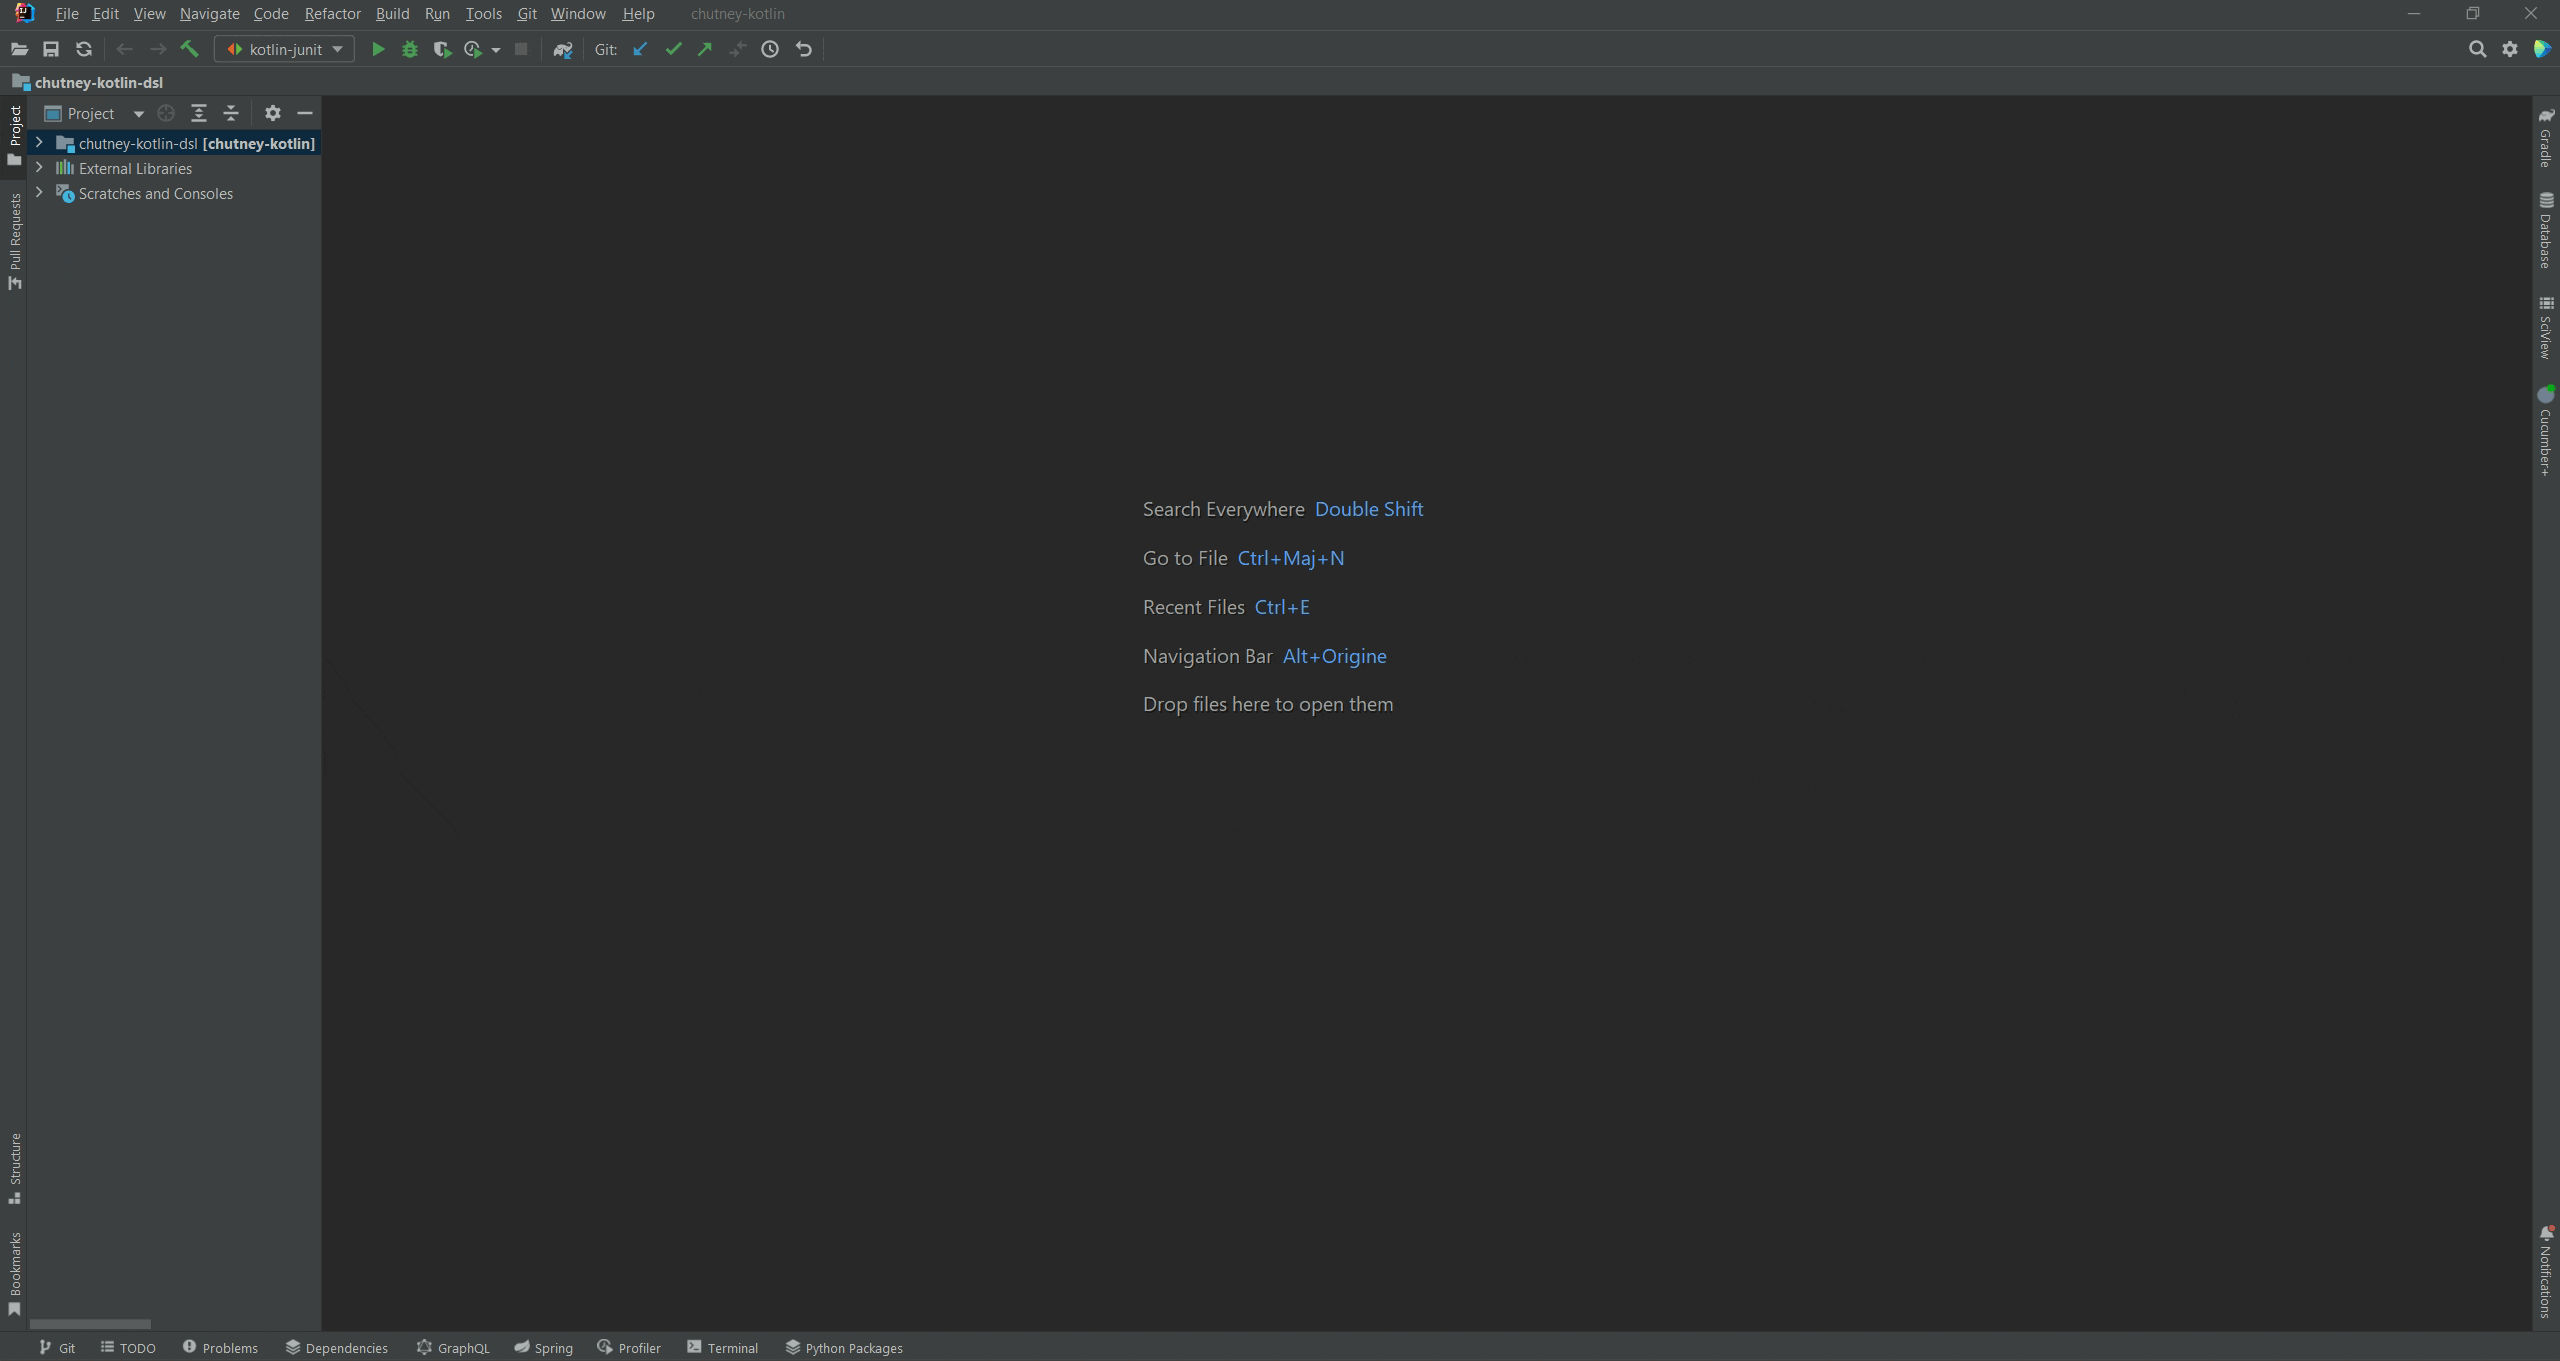 File Edit View Navigate Code Refactor Build Run Tools Git Window Help chutney-kotlin
kotlin-junit Git:
chutney-kotlin-dsl
Project
chutney-kotlin-dsl [chutney-kotlin]
External Libraries
Scratches and Consoles
Project
Pull Requests
Structure
Bookmarks
Search Everywhere Double Shift
Go to File Ctrl+Maj+N
Recent Files Ctrl+E
Navigation Bar Alt+Origine
Drop files here to open them
Gradle
Database
SciView
Cucumber+
Notifications
Git TODO Problems Dependencies GraphQL Spring Profiler Terminal Python Packages